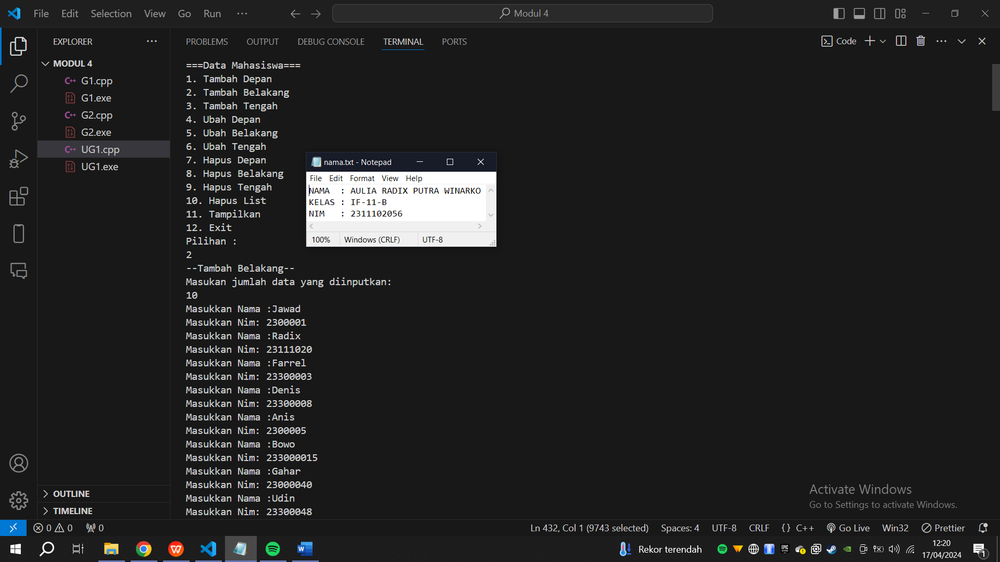 File Edit Selection View Go Run ···
Modul 4
EXPLORER ···
MODUL 4
G1.cpp
G1.exe
G2.cpp
G2.exe
UG1.cpp
UG1.exe
OUTLINE
TIMELINE
PROBLEMS OUTPUT DEBUG CONSOLE TERMINAL PORTS
Code
===Data Mahasiswa===
1. Tambah Depan
2. Tambah Belakang
3. Tambah Tengah
4. Ubah Depan
5. Ubah Belakang
6. Ubah Tengah
7. Hapus Depan
8. Hapus Belakang
9. Hapus Tengah
10. Hapus List
11. Tampilkan
12. Exit
Pilihan :
2
--Tambah Belakang--
Masukan jumlah data yang diinputkan:
10
Masukkan Nama :Jawad
Masukkan Nim: 2300001
Masukkan Nama :Radix
Masukkan Nim: 23111020
Masukkan Nama :Farrel
Masukkan Nim: 23300003
Masukkan Nama :Denis
Masukkan Nim: 23300008
Masukkan Nama :Anis
Masukkan Nim: 2300005
Masukkan Nama :Bowo
Masukkan Nim: 233000015
Masukkan Nama :Gahar
Masukkan Nim: 23000040
Masukkan Nama :Udin
Masukkan Nim: 23300048
nama.txt - Notepad
File Edit Format View Help
NAMA : AULIA RADIX PUTRA WINARKO
KELAS : IF-11-B
NIM : 2311102056
100% Windows (CRLF) UTF-8
Activate Windows
Go to Settings to activate Windows.
0 0 0
Ln 432, Col 1 (9743 selected) Spaces: 4 UTF-8 CRLF {} C++ Go Live Win32 Prettier
Rekor terendah
12:20
17/04/2024
1